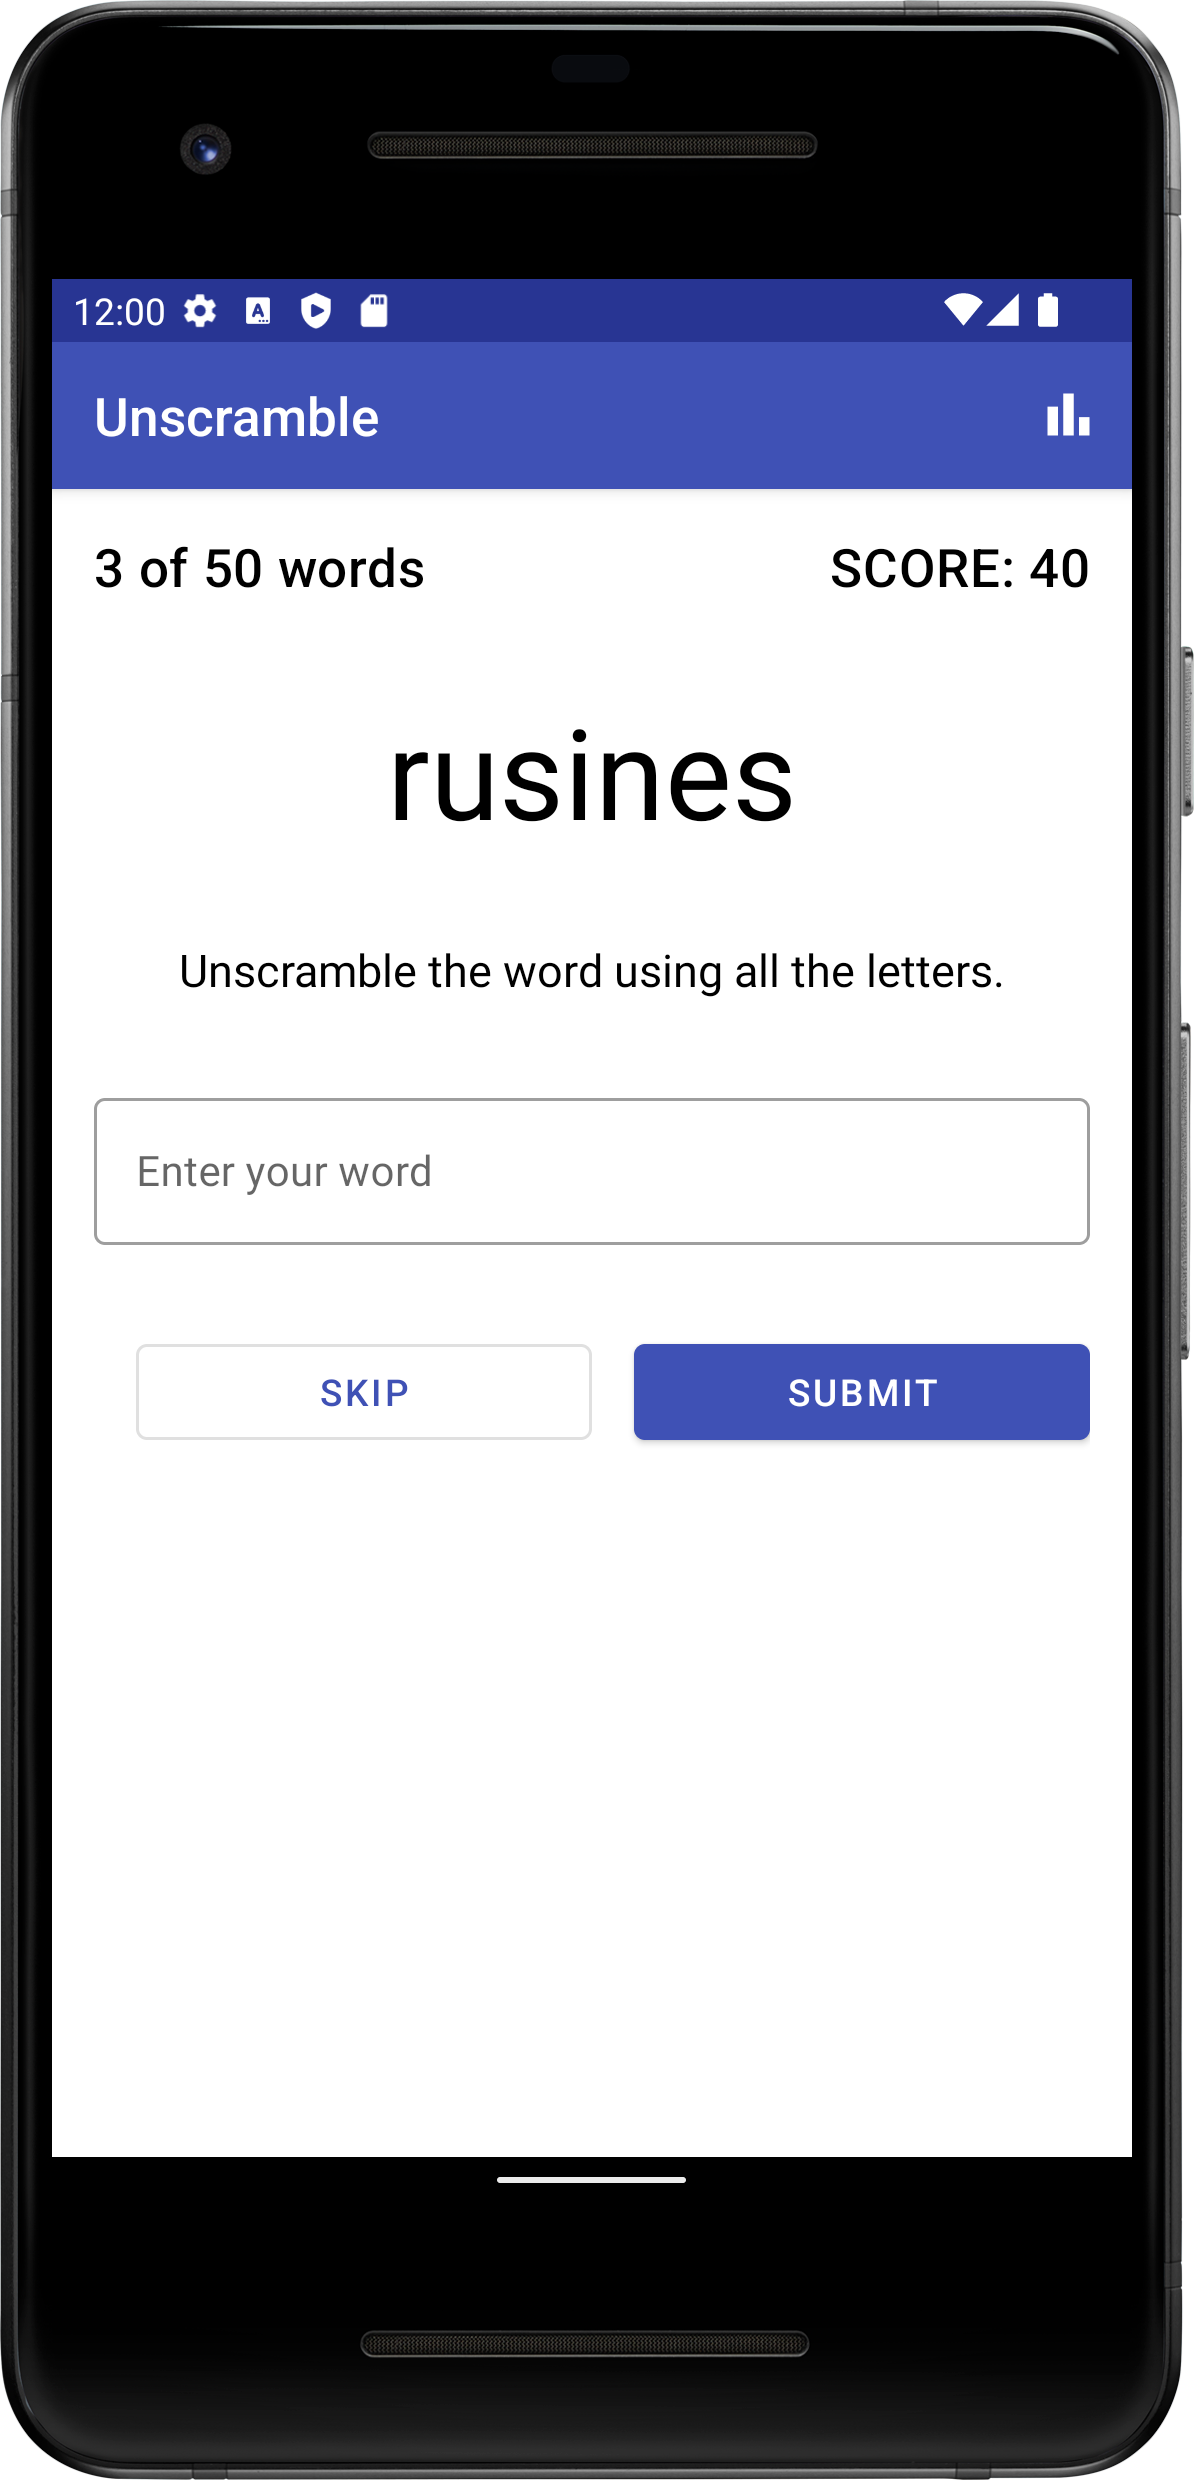 12:00
Unscramble
3 of 50 words
SCORE: 40
rusines
Unscramble the word using all the letters.
Enter your word
SKIP
SUBMIT